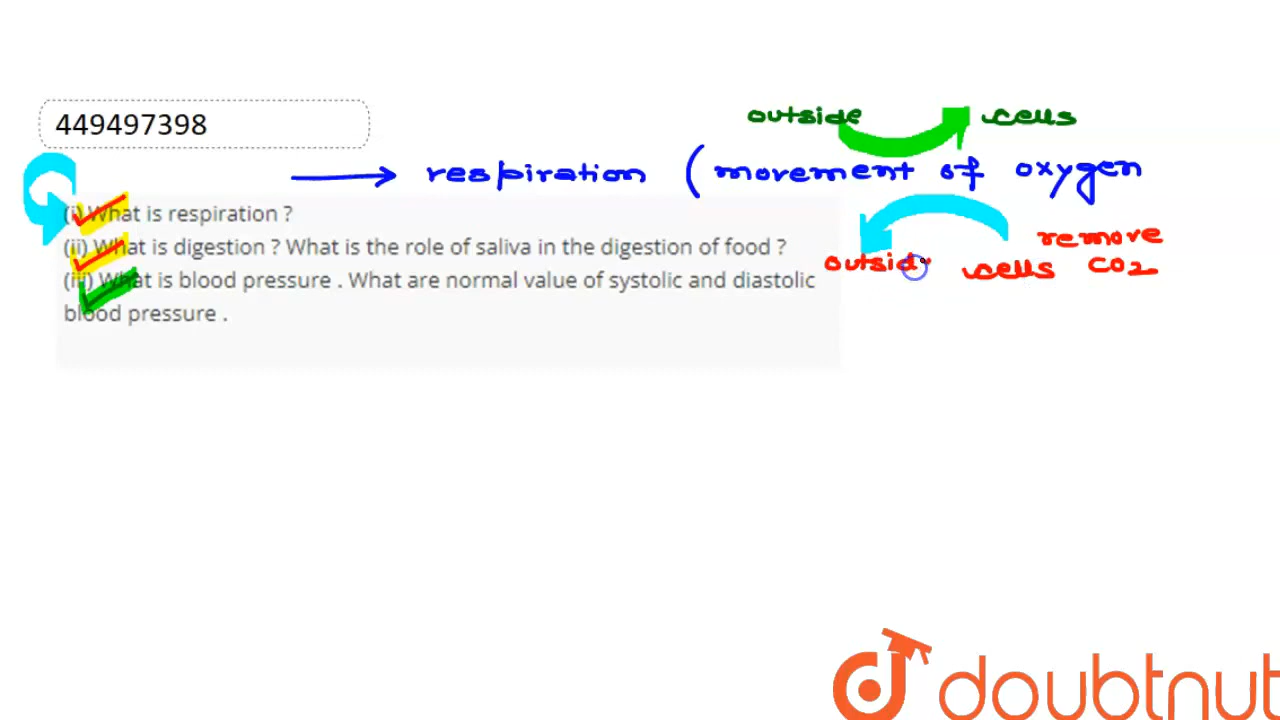 449497398
outside cells
respiration (movement of oxygen
(i) What is respiration ?
(ii) What is digestion ? What is the role of saliva in the digestion of food ?
remove
outside cells CO2
(iii) What is blood pressure . What are normal value of systolic and diastolic
blood pressure .
doubtnut